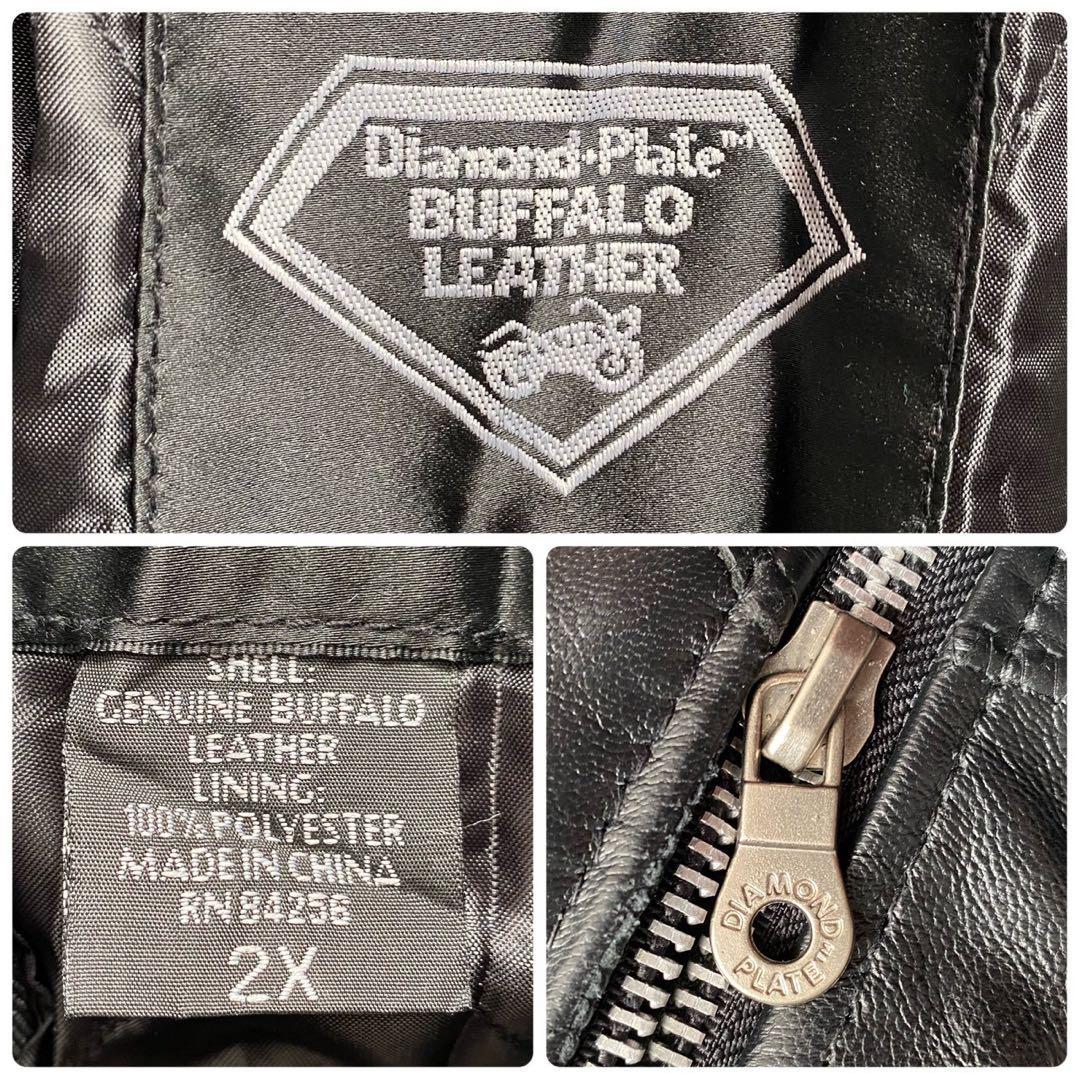 Diamond-Plate™
BUFFALO
LEATHER
SHELL:
GENUINE BUFFALO
LEATHER
LINING:
100% POLYESTER
MADE IN CHINA
RN 84256
2X
DIAMOND
PLATE™